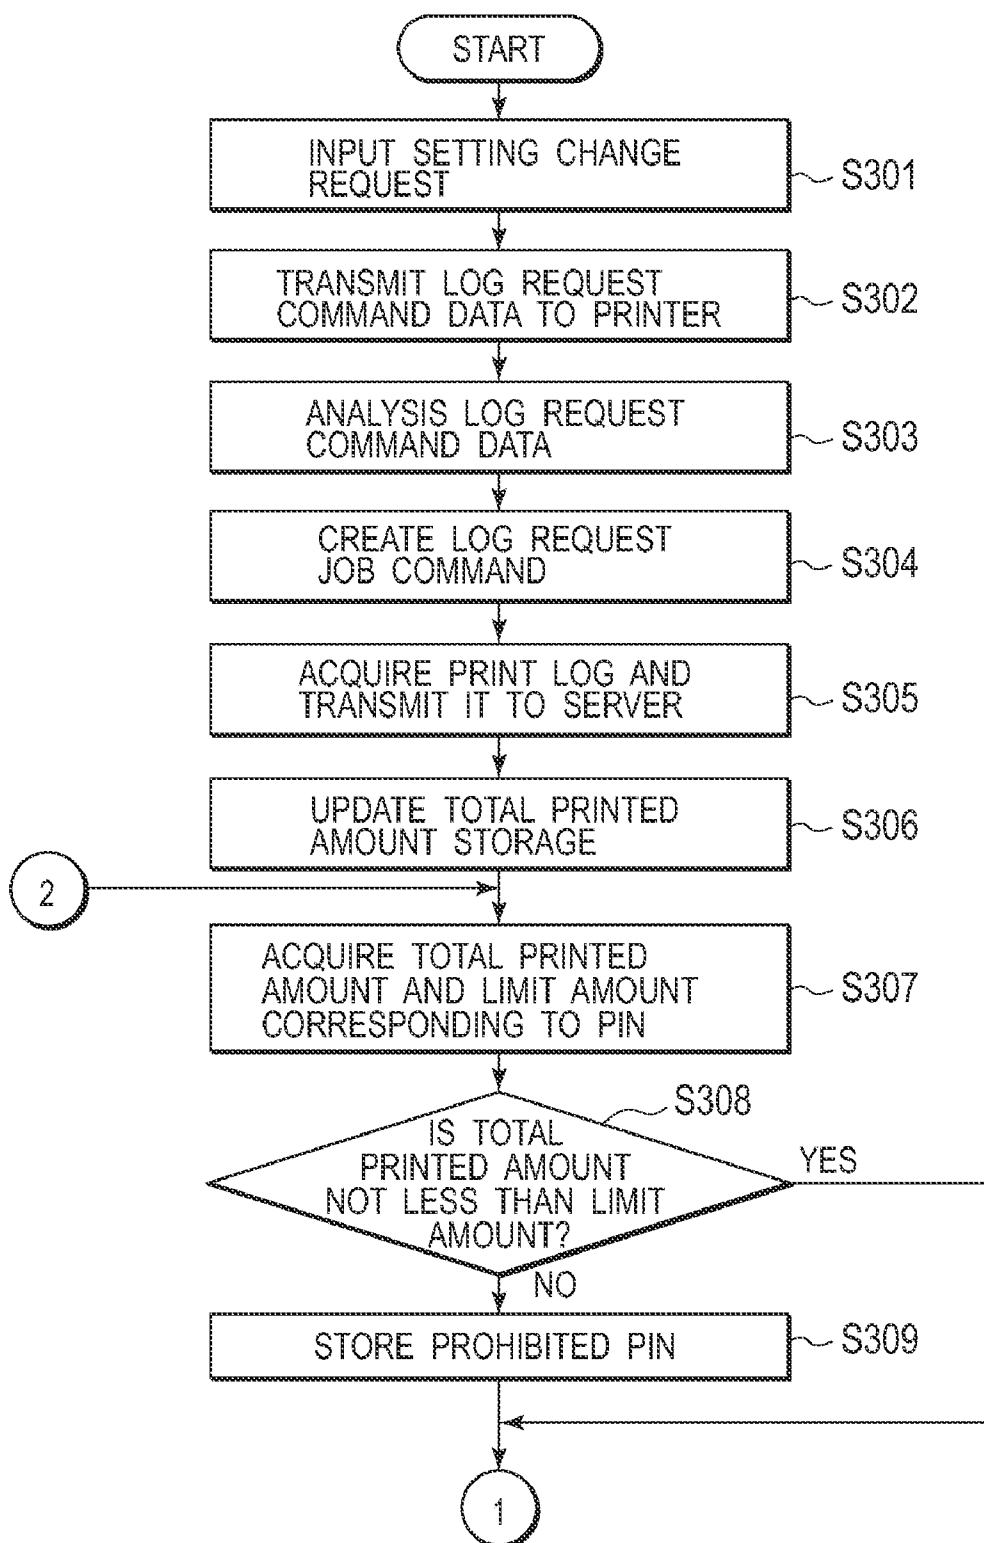 START
INPUT SETTING CHANGE
REQUEST
S301
TRANSMIT LOG REQUEST
COMMAND DATA TO PRINTER
S302
ANALYSIS LOG REQUEST
COMMAND DATA
S303
CREATE LOG REQUEST
JOB COMMAND
S304
ACQUIRE PRINT LOG AND
TRANSMIT IT TO SERVER
S305
UPDATE TOTAL PRINTED
AMOUNT STORAGE
S306
2
ACQUIRE TOTAL PRINTED
AMOUNT AND LIMIT AMOUNT
CORRESPONDING TO PIN
S307
S308
IS TOTAL
PRINTED AMOUNT
NOT LESS THAN LIMIT
AMOUNT?
YES
NO
STORE PROHIBITED PIN
S309
1